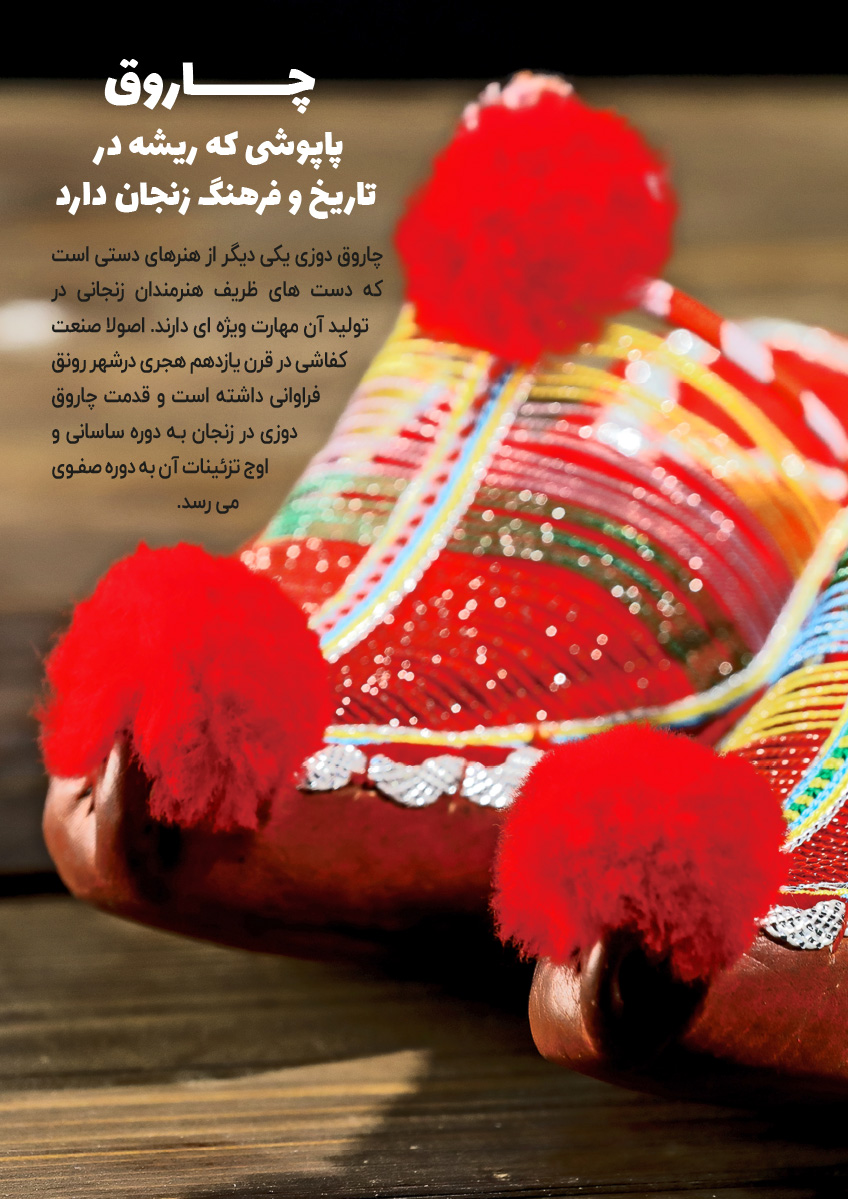 چـــــــاروق
پاپوشی که ریشه در
تاریخ و فرهنگ زنجان دارد
چاروق دوزی یکی دیگر از هنرهای دستی است
که دست های ظریف هنرمندان زنجانی در
تولید آن مهارت ویژه ای دارند. اصولا صنعت
کفاشی در قرن یازدهم هجری درشهر رونق
فراوانی داشته است و قدمت چاروق
دوزی در زنجان به دوره ساسانی و
اوج تزئینات آن به دوره صفوی
می رسد.